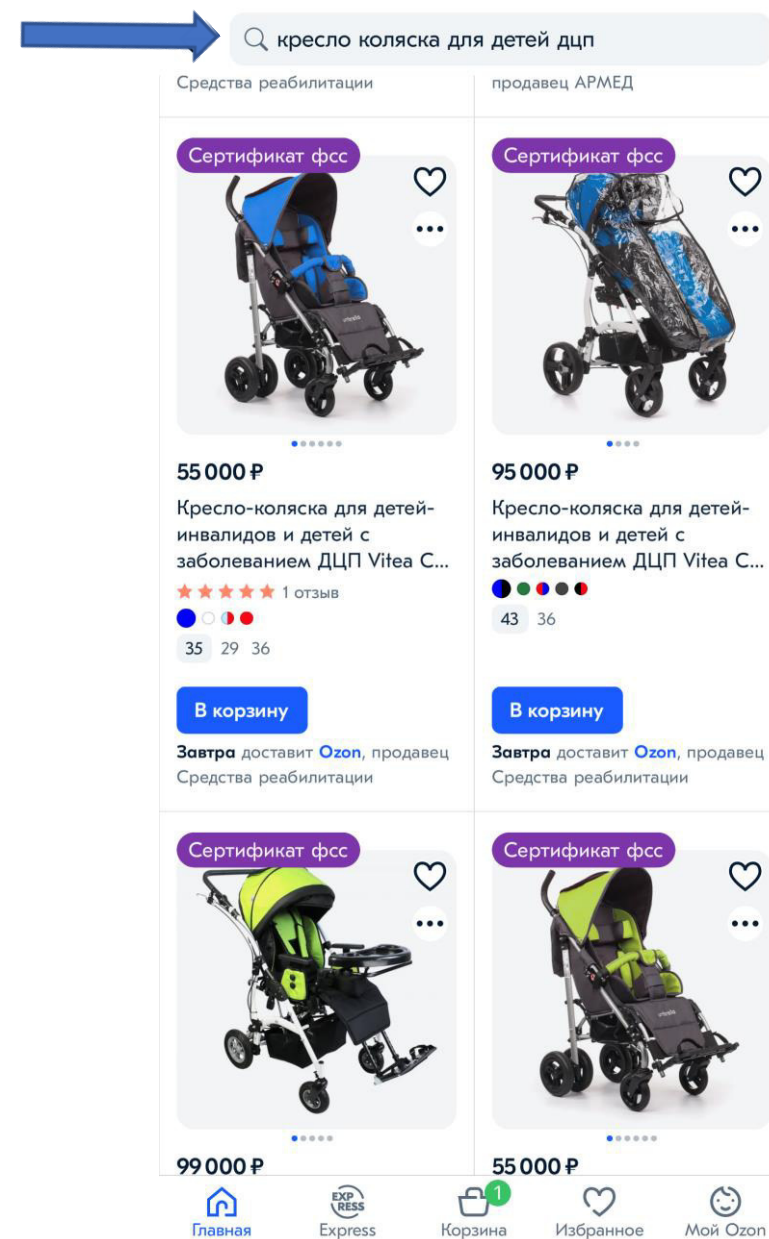 кресло коляска для детей дцп
Средства реабилитации
продавец АРМЕД
Сертификат фсс
Сертификат фсс
55 000 ₽
Кресло-коляска для детей-
инвалидов и детей с
заболеванием ДЦП Vitea C...
1 отзыв
35 29 36
В корзину
Завтра доставит Ozon, продавец
Средства реабилитации
95 000 ₽
Кресло-коляска для детей-
инвалидов и детей с
заболеванием ДЦП Vitea C...
43 36
В корзину
Завтра доставит Ozon, продавец
Средства реабилитации
Сертификат фсс
99 000 ₽
Сертификат фсс
55 000 ₽
Главная
EXP
RESS
Express
1
Корзина
Избранное
Мой Ozon